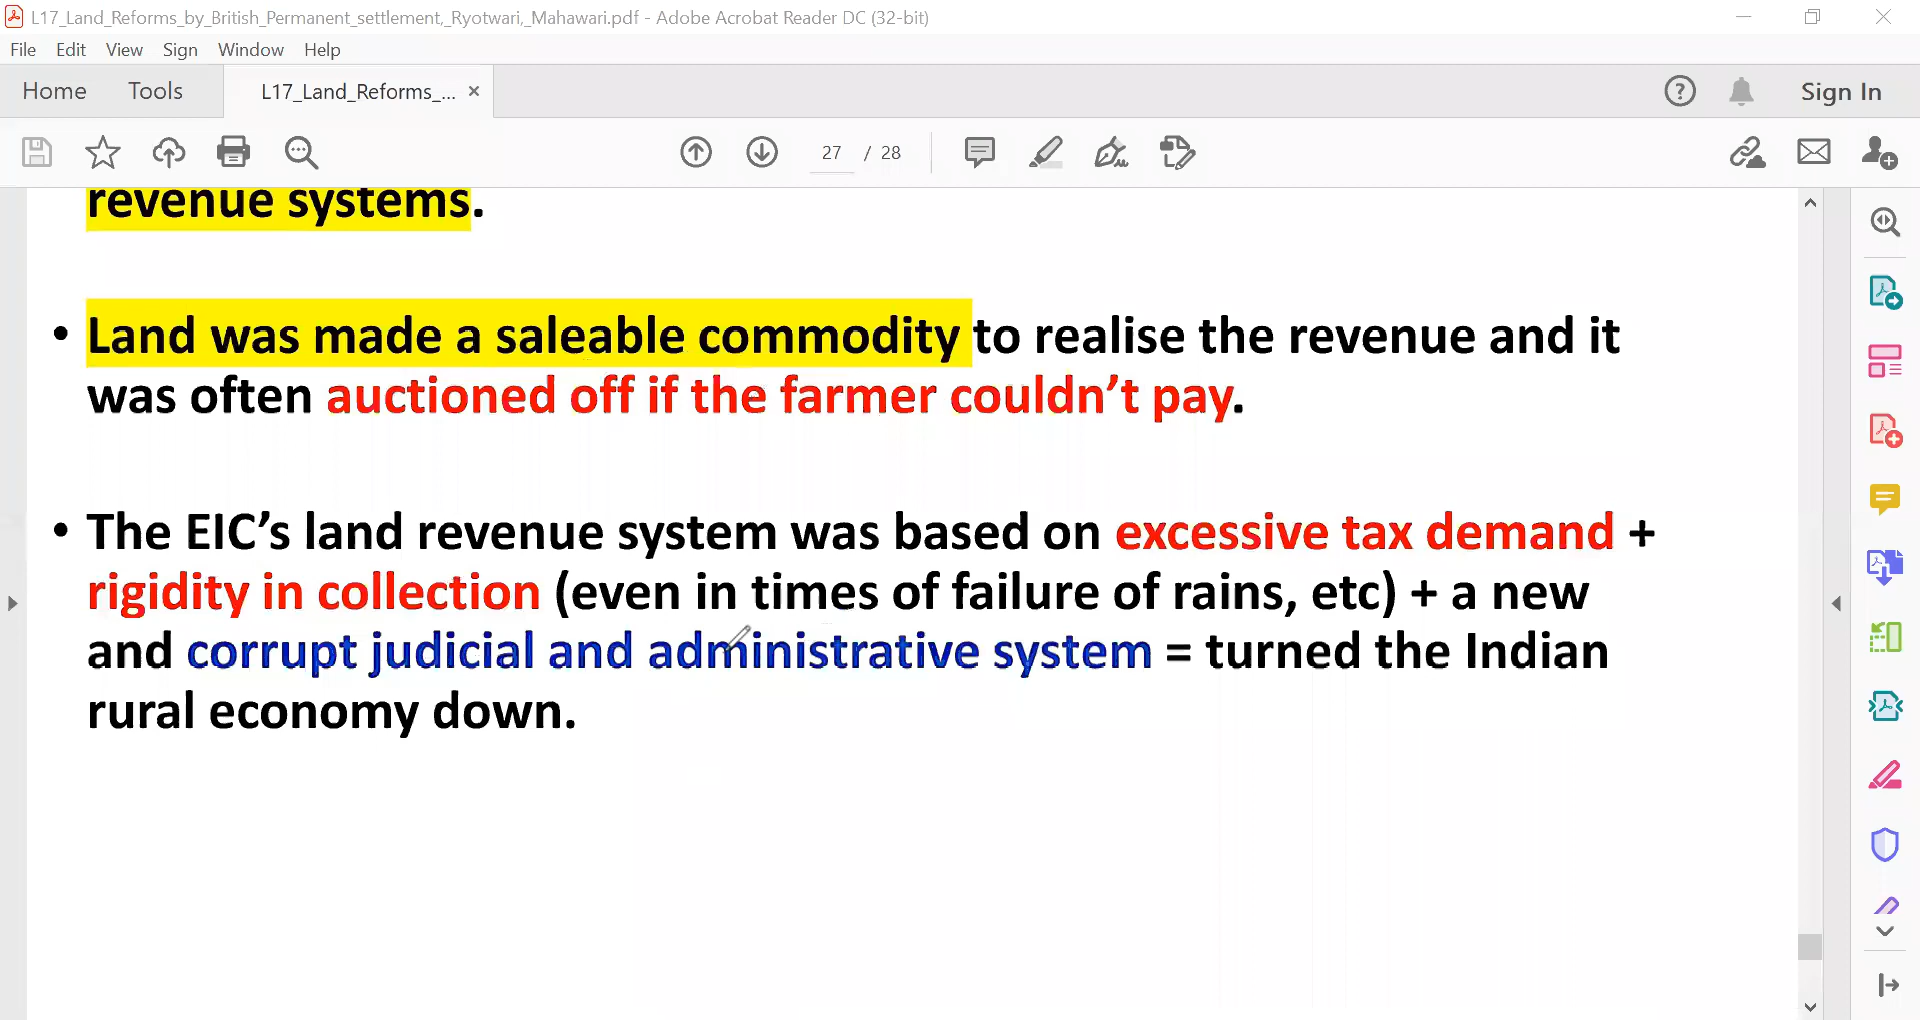 L17_Land_Reforms_by_British_Permanent_settlement,_Ryotwari,_Mahawari.pdf - Adobe Acrobat Reader DC (32-bit)
File Edit View Sign Window Help
Home Tools L17_Land_Reforms_... × Sign In
27 / 28
revenue systems.
• Land was made a saleable commodity to realise the revenue and it
was often auctioned off if the farmer couldn’t pay.
• The EIC’s land revenue system was based on excessive tax demand +
rigidity in collection (even in times of failure of rains, etc) + a new
and corrupt judicial and administrative system = turned the Indian
rural economy down.